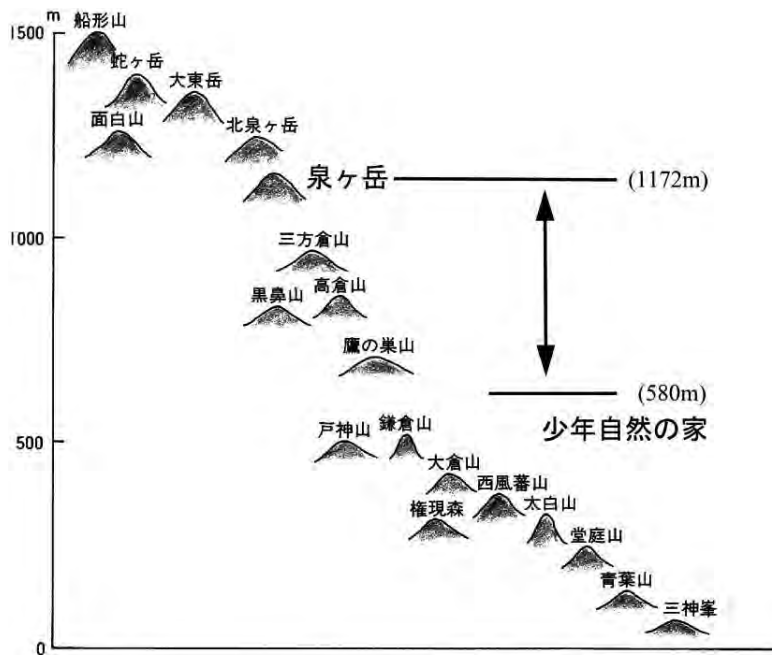 m
1500
船形山
蛇ヶ岳
大東岳
面白山
北泉ヶ岳
泉ヶ岳
(1172m)
1000
三方倉山
黒鼻山
高倉山
鷹の巣山
(580m)
少年自然の家
500
戸神山
鎌倉山
大倉山
西風蕃山
権現森
太白山
堂庭山
青葉山
三神峯
0